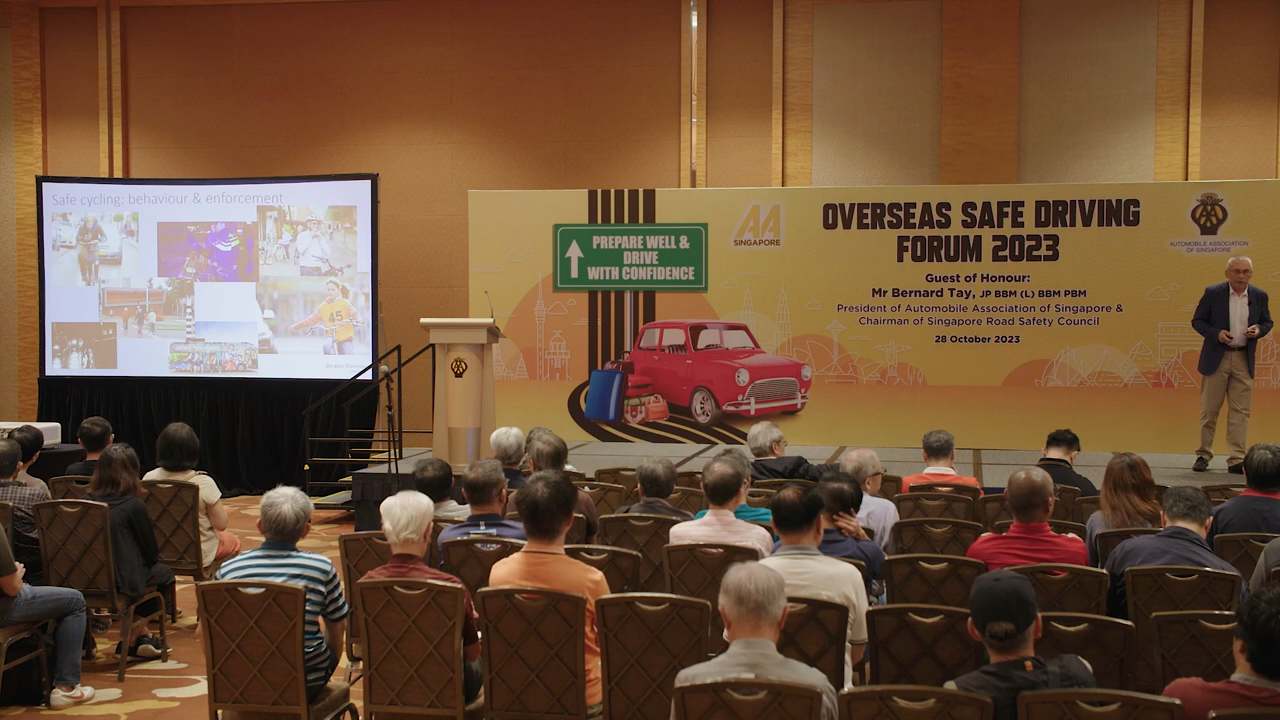 Safe cycling: behaviour & enforcement
45
PREPARE WELL &
DRIVE
WITH CONFIDENCE
AA
SINGAPORE
OVERSEAS SAFE DRIVING
FORUM 2023
Guest of Honour:
Mr Bernard Tay, JP BBM (L) BBM PBM
President of Automobile Association of Singapore &
Chairman of Singapore Road Safety Council
28 October 2023
AA
AUTOMOBILE ASSOCIATION
OF SINGAPORE